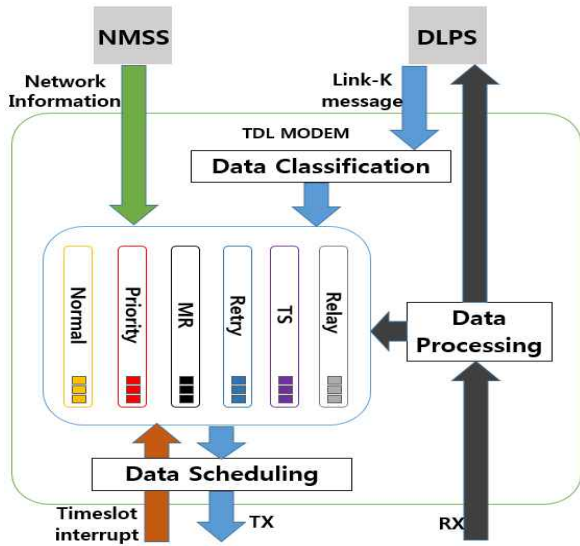 NMSS
DLPS
Network
Information
Link-K
message
TDL MODEM
Data Classification
Normal
Priority
MR
Retry
TS
Relay
Data
Processing
Data Scheduling
Timeslot
interrupt
TX
RX